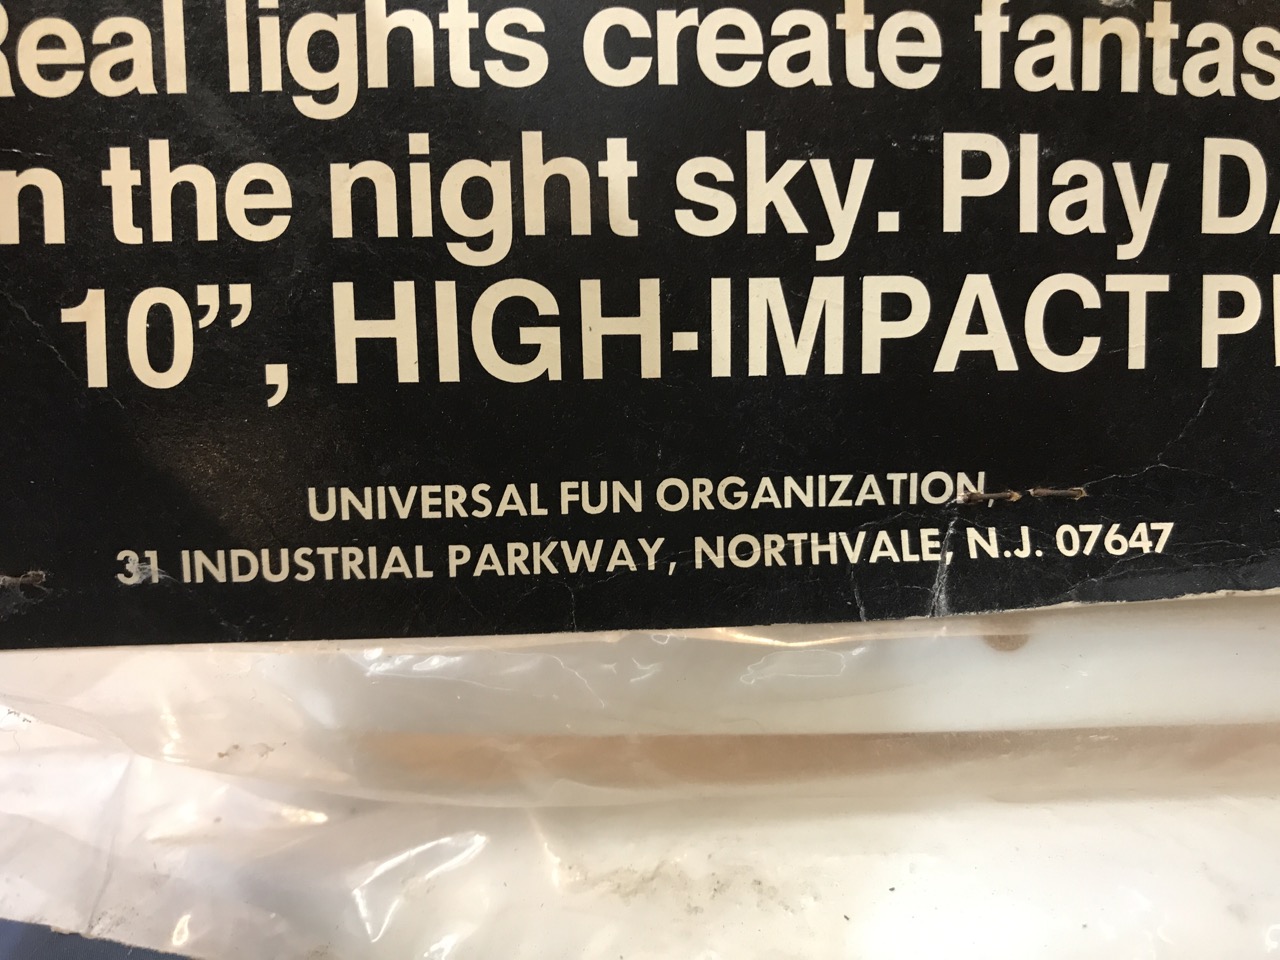 Real lights create fantas
n the night sky. Play DA
10”, HIGH-IMPACT P
UNIVERSAL FUN ORGANIZATION,
31 INDUSTRIAL PARKWAY, NORTHVALE, N.J. 07647